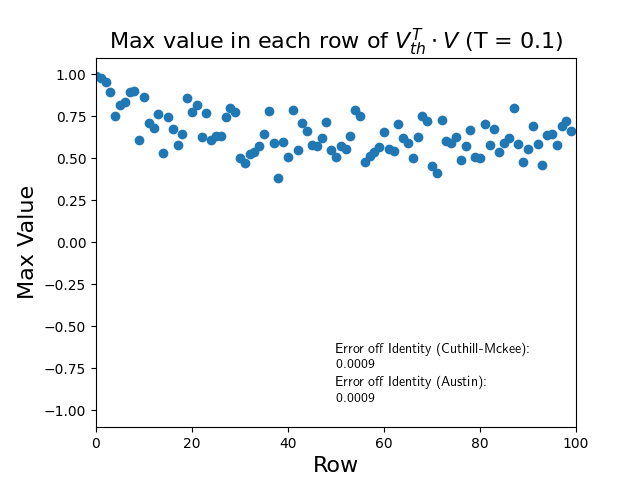 Max value in each row of $V_{th}^{T} \cdot V$ (T = 0.1)
Max Value
1.00
0.75
0.50
0.25
0.00
−0.25
−0.50
−0.75
−1.00
Error off Identity (Cuthill-Mckee):
0.0009
Error off Identity (Austin):
0.0009
0 20 40 60 80 100
Row